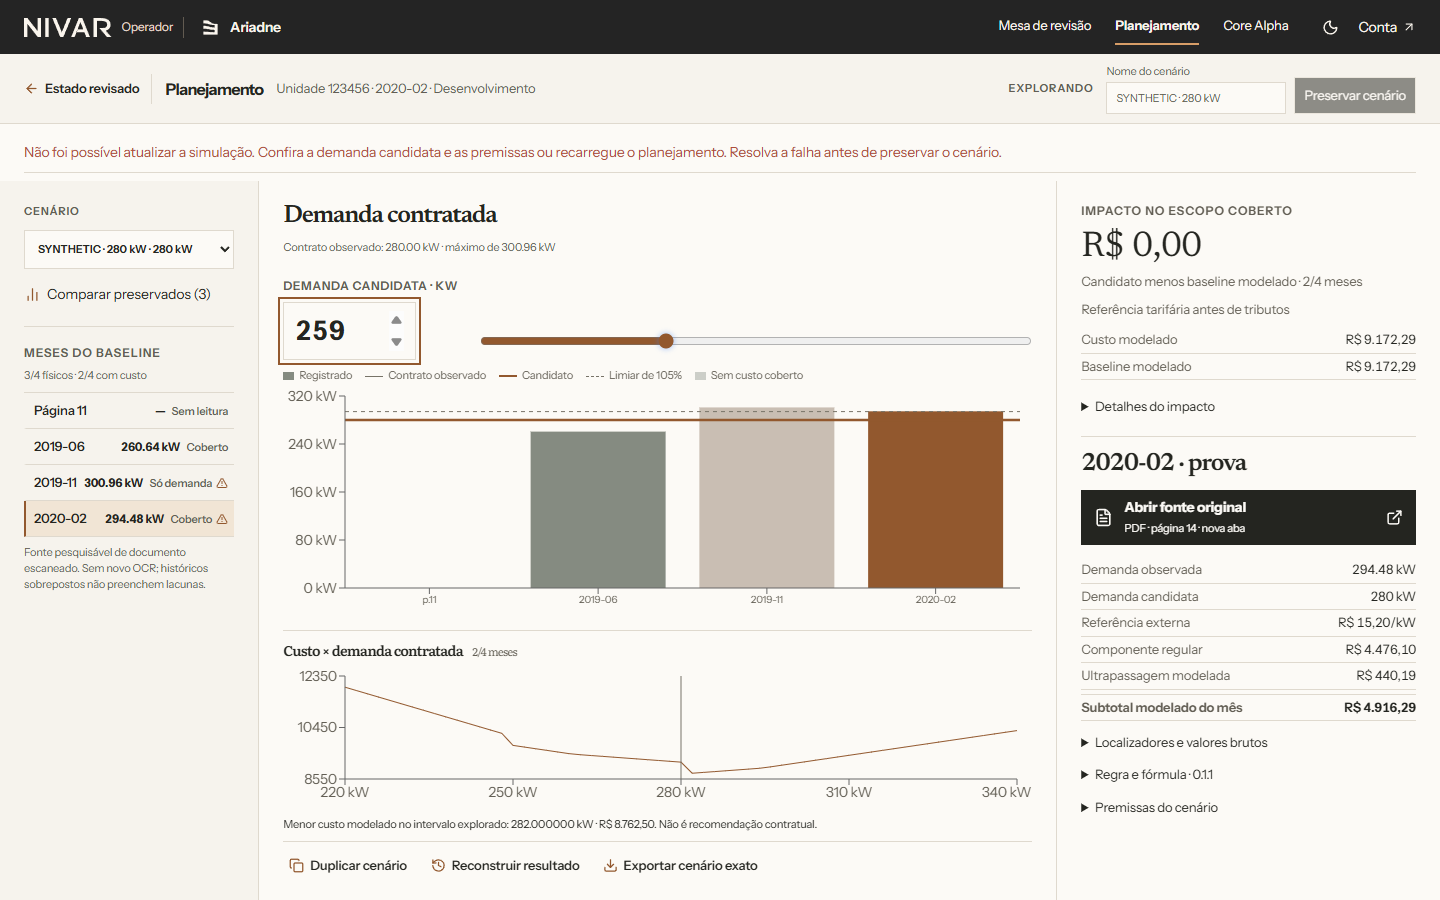 NIVAR Operador Ariadne Mesa de revisão Planejamento Core Alpha Conta
Estado revisado Planejamento Unidade 123456 · 2020-02 · Desenvolvimento EXPLORANDO
Nome do cenário
SYNTHETIC · 280 kW Preservar cenário
Não foi possível atualizar a simulação. Confira a demanda candidata e as premissas ou recarregue o planejamento. Resolva a falha antes de preservar o cenário.
CENÁRIO
SYNTHETIC · 280 kW · 280 kW
Comparar preservados (3)
MESES DO BASELINE
3/4 físicos · 2/4 com custo
Página 11 — Sem leitura
2019-06 260.64 kW Coberto
2019-11 300.96 kW Só demanda
2020-02 294.48 kW Coberto
Fonte pesquisável de documento
escaneado. Sem novo OCR; históricos
sobrepostos não preenchem lacunas.
Demanda contratada
Contrato observado: 280.00 kW · máximo de 300.96 kW
DEMANDA CANDIDATA · KW
259
Registrado Contrato observado Candidato Limiar de 105% Sem custo coberto
320 kW
240 kW
160 kW
80 kW
0 kW
p.11 2019-06 2019-11 2020-02
Custo × demanda contratada 2/4 meses
12350
10450
8550
220 kW 250 kW 280 kW 310 kW 340 kW
Menor custo modelado no intervalo explorado: 282.000000 kW · R$ 8.762,50. Não é recomendação contratual.
Duplicar cenário Reconstruir resultado Exportar cenário exato
IMPACTO NO ESCOPO COBERTO
R$ 0,00
Candidato menos baseline modelado · 2/4 meses
Referência tarifária antes de tributos
Custo modelado R$ 9.172,29
Baseline modelado R$ 9.172,29
Detalhes do impacto
2020-02 · prova
Abrir fonte original
PDF · página 14 · nova aba
Demanda observada 294.48 kW
Demanda candidata 280 kW
Referência externa R$ 15,20/kW
Componente regular R$ 4.476,10
Ultrapassagem modelada R$ 440,19
Subtotal modelado do mês R$ 4.916,29
Localizadores e valores brutos
Regra e fórmula · 0.1.1
Premissas do cenário